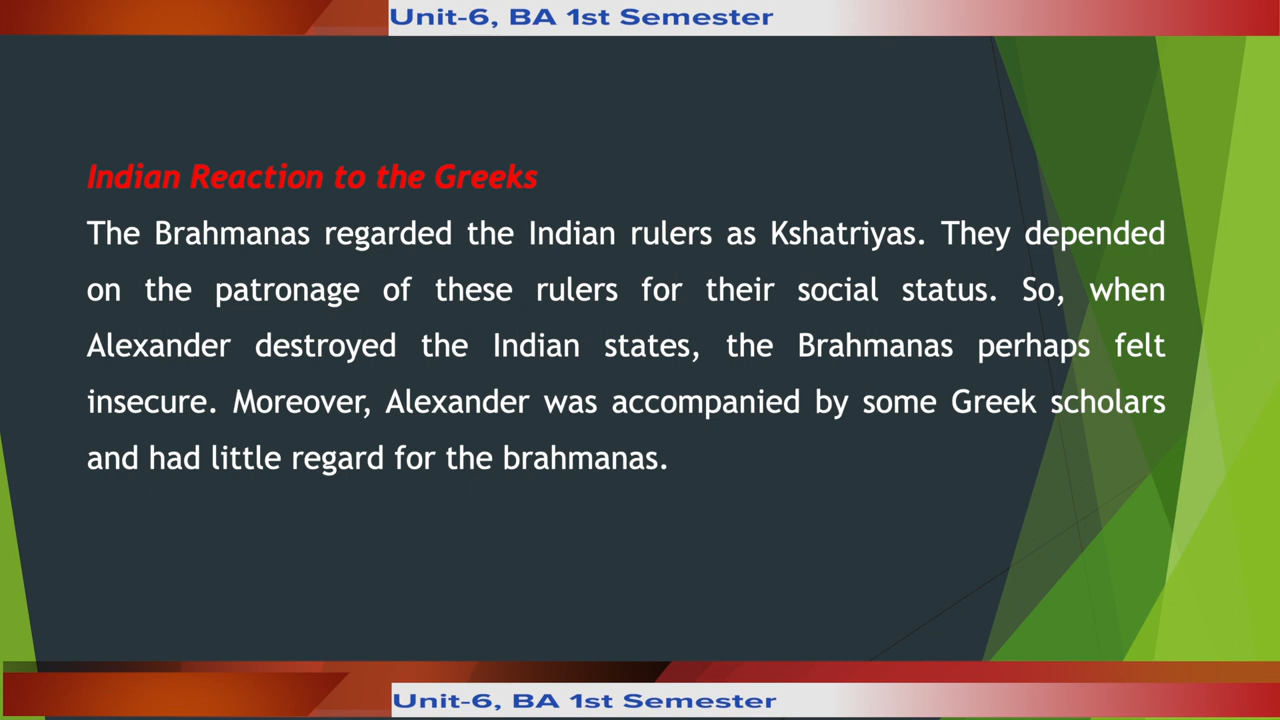 Unit-6, BA 1st Semester
Indian Reaction to the Greeks
The Brahmanas regarded the Indian rulers as Kshatriyas. They depended
on the patronage of these rulers for their social status. So, when
Alexander destroyed the Indian states, the Brahmanas perhaps felt
insecure. Moreover, Alexander was accompanied by some Greek scholars
and had little regard for the brahmanas.
Unit-6, BA 1st Semester